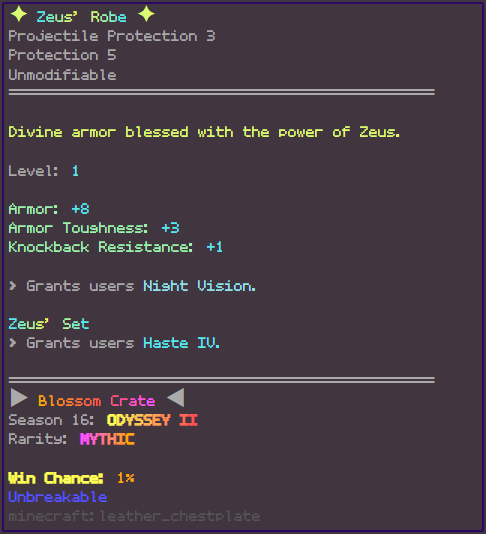 ✦ Zeus' Robe ✦
Projectile Protection 3
Protection 5
Unmodifiable
Divine armor blessed with the power of Zeus.
Level: 1
Armor: +8
Armor Toughness: +3
Knockback Resistance: +1
> Grants users Night Vision.
Zeus' Set
> Grants users Haste IV.
▶ Blossom Crate ◀
Season 16: ODYSSEY II
Rarity: MYTHIC
Win Chance: 1%
Unbreakable
minecraft:leather_chestplate